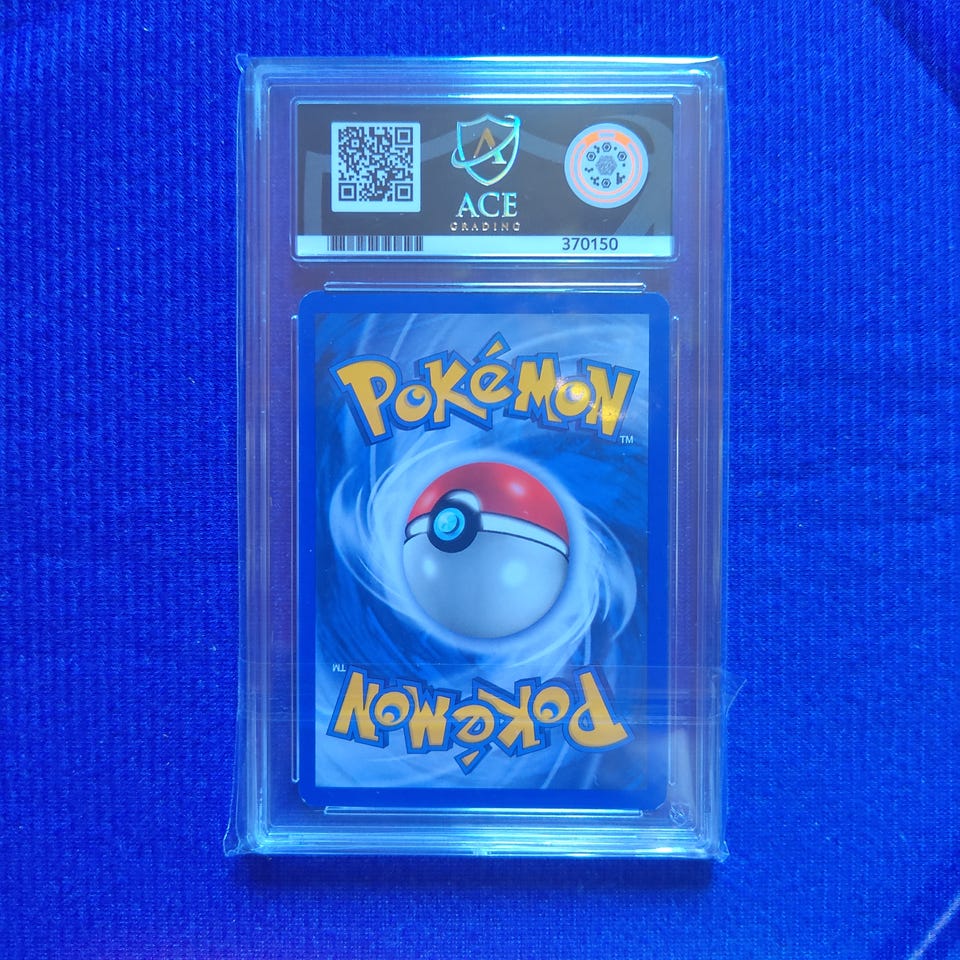 ACE
GRADING
370150
POKéMON
TM
TM
POKéMON